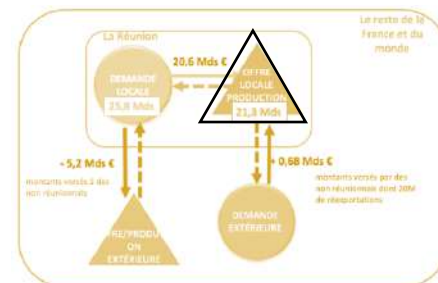 Le reste de la
France et du
monde
La Réunion
20,6 Mds €
DEMANDE
LOCALE
25,8 Mds
OFFRE
LOCALE
PRODUCTION
21,3 Mds
- 5,2 Mds €
montants versés à des
non réunionnais
+ 0,68 Mds €
montants versés par des
non réunionnais dont 20M
de réexportations
RE/PRODU
ON
EXTÉRIEURE
DEMANDE
EXTÉRIEURE